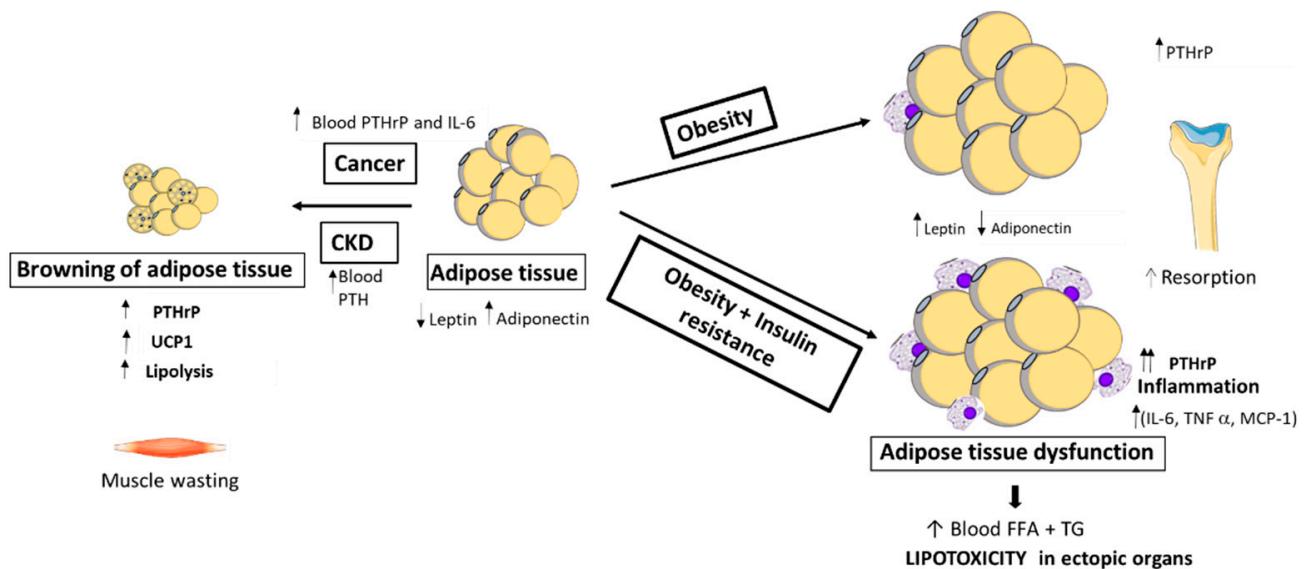 ↑ Blood PTHrP and IL-6
Cancer
CKD
↑ Blood
PTH
Browning of adipose tissue
↑ PTHrP
↑ UCP1
↑ Lipolysis
Muscle wasting
Adipose tissue
↓ Leptin ↑ Adiponectin
Obesity
Obesity + Insulin
resistance
↑ PTHrP
↑ Leptin ↓ Adiponectin
↑ Resorption
↑↑ PTHrP
Inflammation
↑(IL-6, TNF α, MCP-1)
Adipose tissue dysfunction
↑ Blood FFA + TG
LIPOTOXICITY in ectopic organs